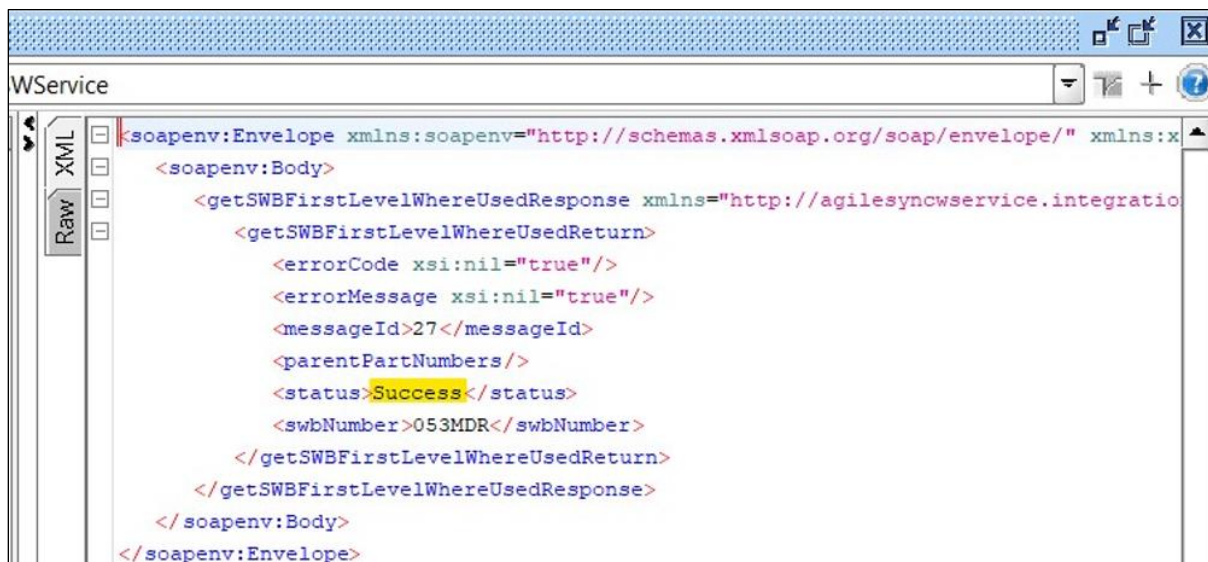 WService
XML
Raw
<soapenv:Envelope xmlns:soapenv="http://schemas.xmlsoap.org/soap/envelope/" xmlns:x
<soapenv:Body>
<getSWBFirstLevelWhereUsedResponse xmlns="http://agilesyncwservice.integratio
<getSWBFirstLevelWhereUsedReturn>
<errorCode xsi:nil="true"/>
<errorMessage xsi:nil="true"/>
<messageId>27</messageId>
<parentPartNumbers/>
<status>Success</status>
<swbNumber>053MDR</swbNumber>
</getSWBFirstLevelWhereUsedReturn>
</getSWBFirstLevelWhereUsedResponse>
</soapenv:Body>
</soapenv:Envelope>